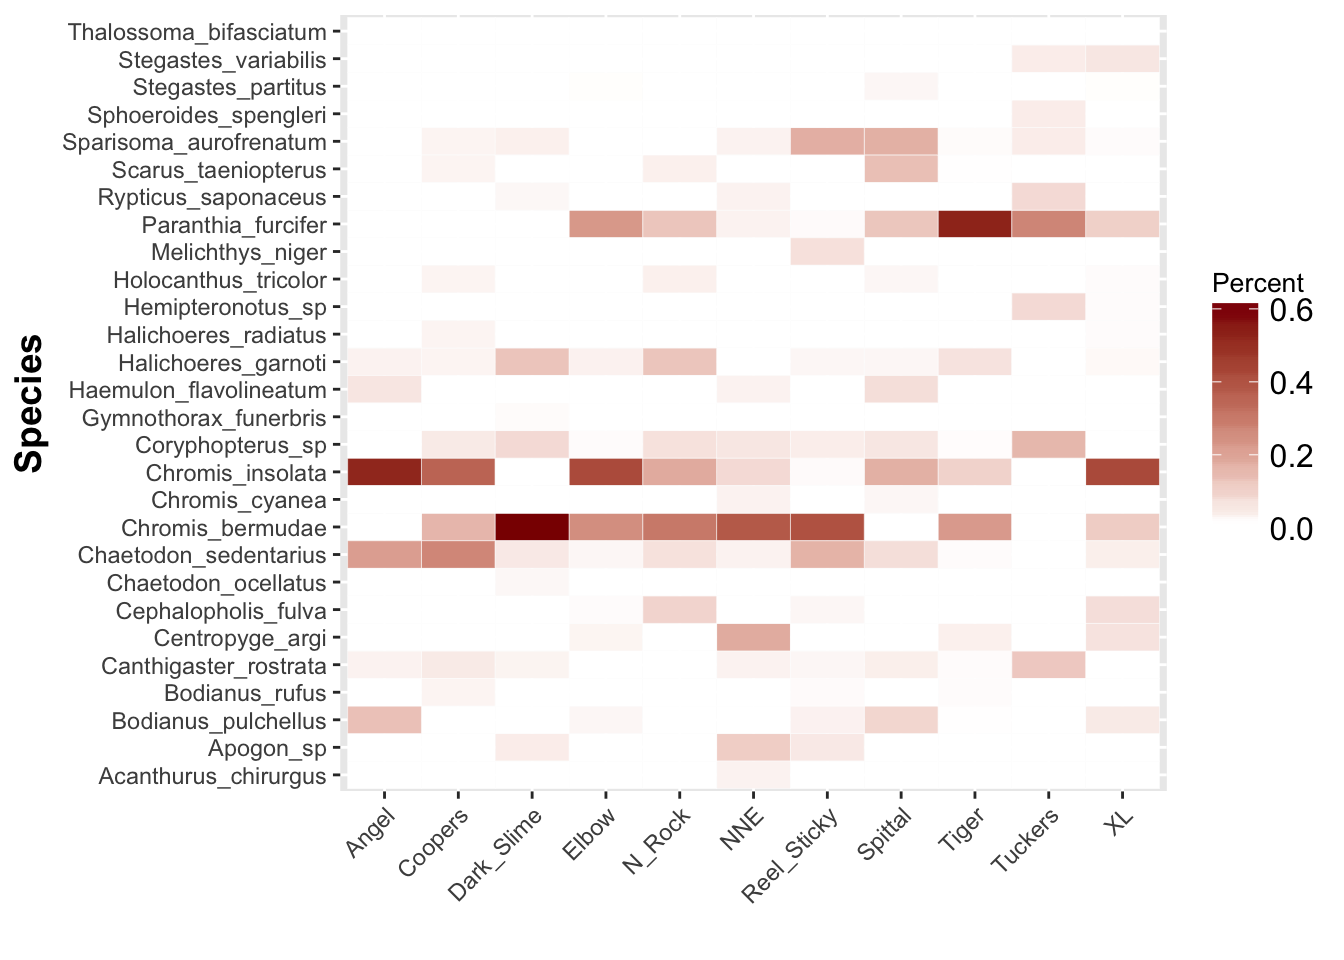 Species
Thalossoma_bifasciatum
Stegastes_variabilis
Stegastes_partitus
Sphoeroides_spengleri
Sparisoma_aurofrenatum
Scarus_taeniopterus
Rypticus_saponaceus
Paranthia_furcifer
Melichthys_niger
Holocanthus_tricolor
Hemipteronotus_sp
Halichoeres_radiatus
Halichoeres_garnoti
Haemulon_flavolineatum
Gymnothorax_funerbris
Coryphopterus_sp
Chromis_insolata
Chromis_cyanea
Chromis_bermudae
Chaetodon_sedentarius
Chaetodon_ocellatus
Cephalopholis_fulva
Centropyge_argi
Canthigaster_rostrata
Bodianus_rufus
Bodianus_pulchellus
Apogon_sp
Acanthurus_chirurgus
Angel
Coopers
Dark_Slime
Elbow
N_Rock
NNE
Reel_Sticky
Spittal
Tiger
Tuckers
XL
Percent
0.6
0.4
0.2
0.0